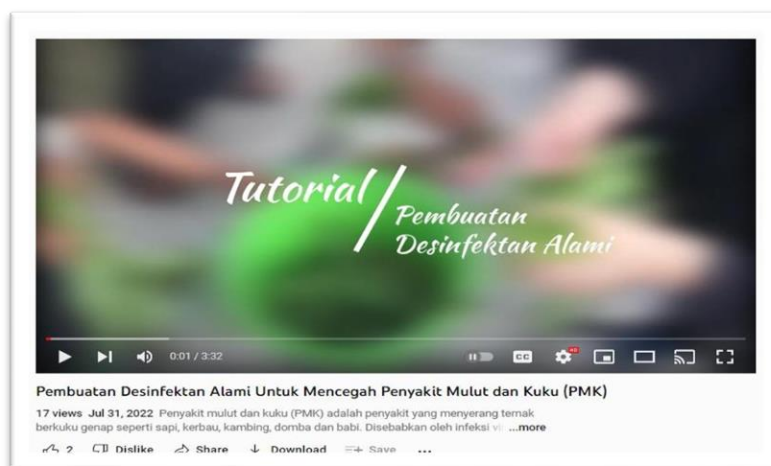 Tutorial
Pembuatan
Desinfektan Alami
0:01 / 3:32
CC
HD
Pembuatan Desinfektan Alami Untuk Mencegah Penyakit Mulut dan Kuku (PMK)
17 views Jul 31, 2022 Penyakit mulut dan kuku (PMK) adalah penyakit yang menyerang ternak
berkuku genap seperti sapi, kerbau, kambing, domba dan babi. Disebabkan oleh infeksi ...more
2 Dislike Share Download Save ...